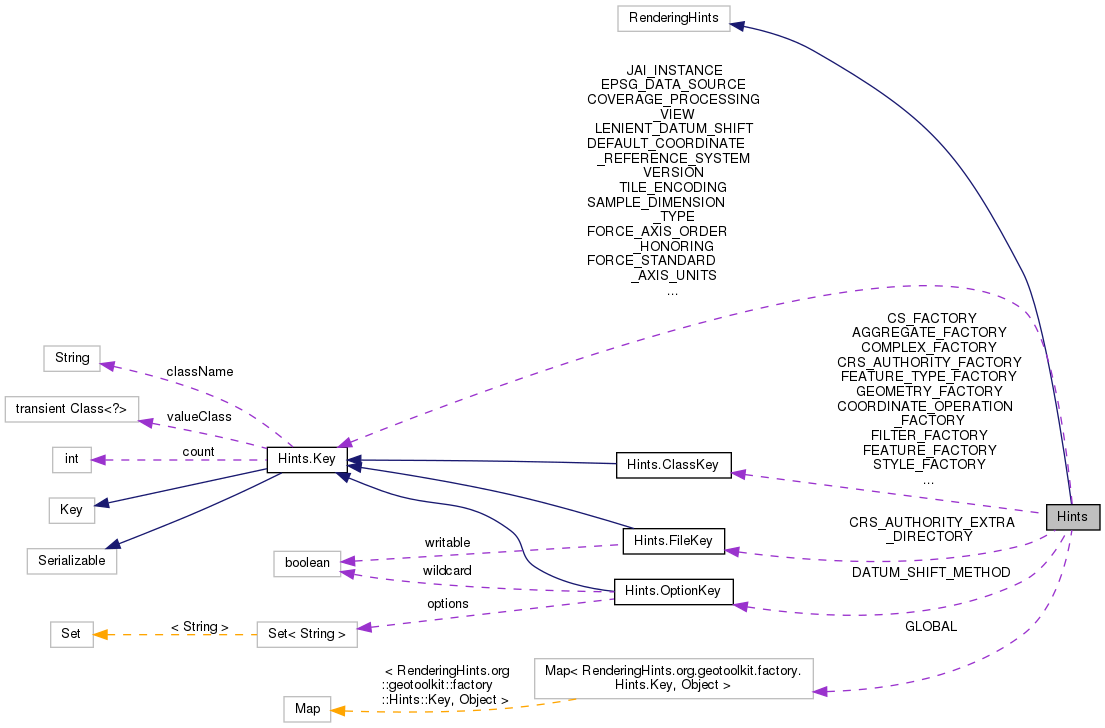 RenderingHints
JAI_INSTANCE
EPSG_DATA_SOURCE
COVERAGE_PROCESSING
_VIEW
LENIENT_DATUM_SHIFT
DEFAULT_COORDINATE
_REFERENCE_SYSTEM
VERSION
TILE_ENCODING
SAMPLE_DIMENSION
_TYPE
FORCE_AXIS_ORDER
_HONORING
FORCE_STANDARD
_AXIS_UNITS
...
CS_FACTORY
AGGREGATE_FACTORY
COMPLEX_FACTORY
CRS_AUTHORITY_FACTORY
FEATURE_TYPE_FACTORY
GEOMETRY_FACTORY
COORDINATE_OPERATION
_FACTORY
FILTER_FACTORY
FEATURE_FACTORY
STYLE_FACTORY
...
String
className
transient Class<?>
valueClass
int
count
Hints.Key
Hints.ClassKey
Key
Hints
CRS_AUTHORITY_EXTRA
_DIRECTORY
Serializable
boolean
writable
Hints.FileKey
wildcard
DATUM_SHIFT_METHOD
Hints.OptionKey
options
Set
< String >
Set< String >
GLOBAL
< RenderingHints.org
::geotoolkit::factory
::Hints::Key, Object >
Map< RenderingHints.org.geotoolkit.factory.
Hints.Key, Object >
Map